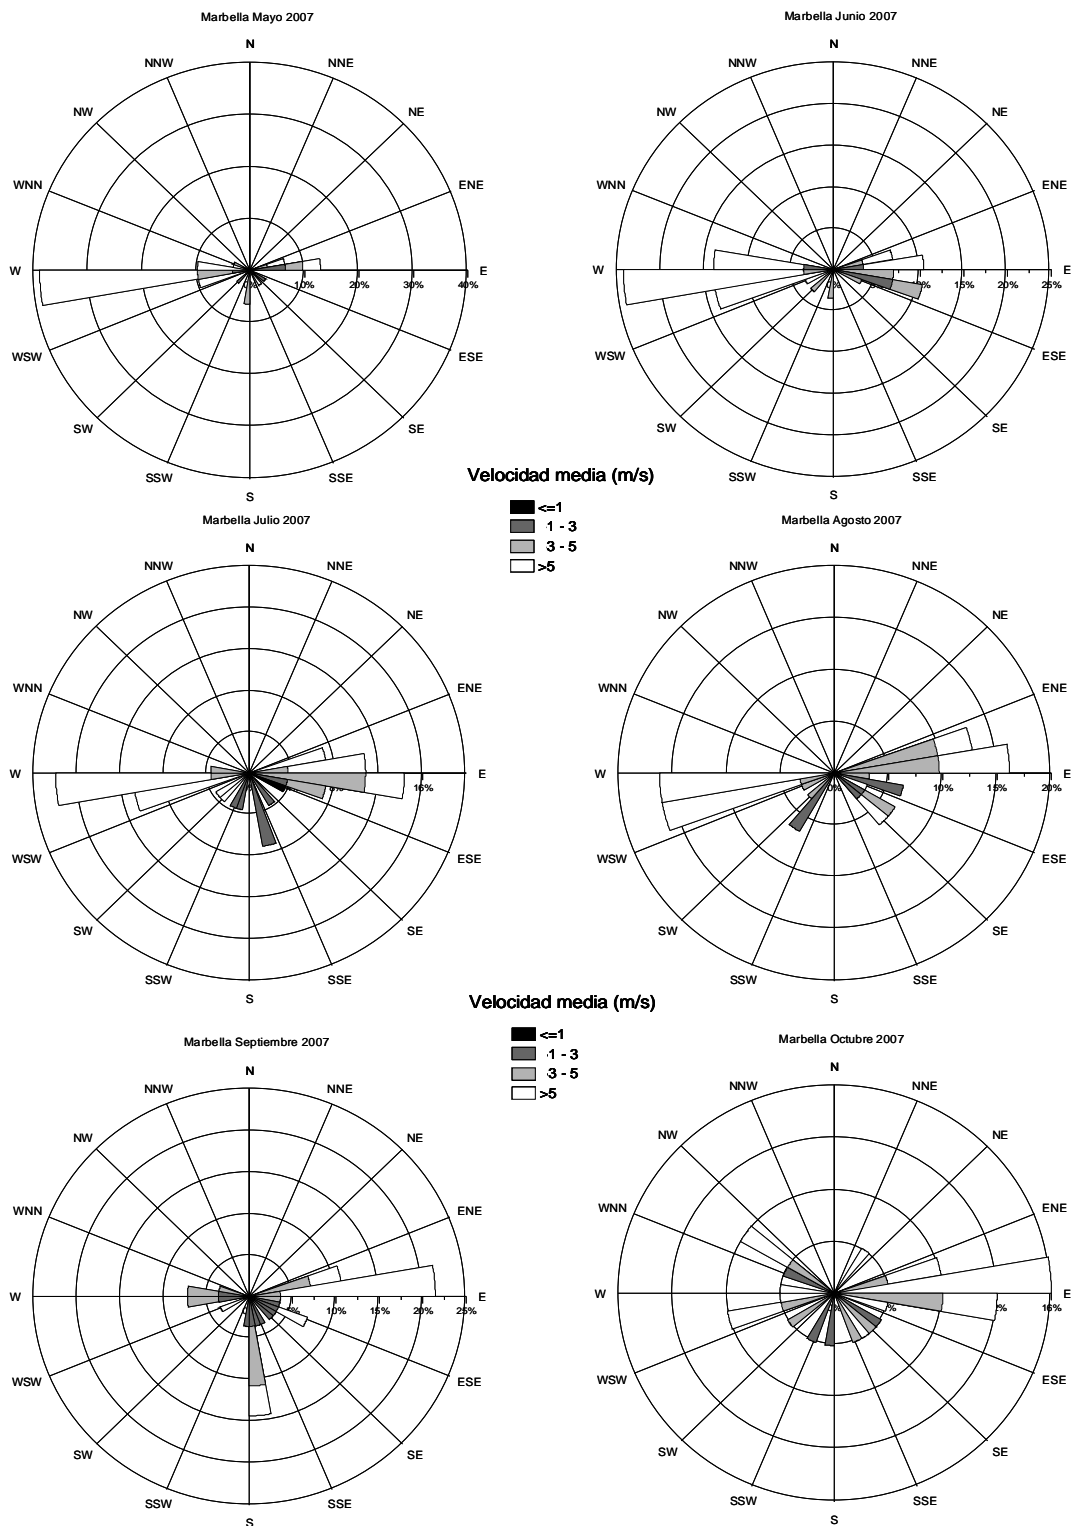 Marbella Mayo 2007
N
NNW
NNE
NW
NE
WNN
ENE
W
10%
20%
30%
40%
E
WSW
ESE
SW
SE
SSW
SSE
S
Marbella Junio 2007
N
NNW
NNE
NW
NE
WNN
ENE
W
0%
10%
15%
20%
25%
E
WSW
ESE
SW
SE
SSW
SSE
S
Velocidad media (m/s)
<=1
1 - 3
3 - 5
>5
Marbella Julio 2007
N
NNW
NNE
NW
NE
WNN
ENE
W
16%
E
WSW
ESE
SW
SE
SSW
SSE
S
Marbella Agosto 2007
N
NNW
NNE
NW
NE
WNN
ENE
W
0%
10%
15%
20%
E
WSW
ESE
SW
SE
SSW
SSE
S
Velocidad media (m/s)
<=1
1 - 3
3 - 5
>5
Marbella Septiembre 2007
N
NNW
NNE
NW
NE
WNN
ENE
W
10%
15%
20%
25%
E
WSW
ESE
SW
SE
SSW
SSE
S
Marbella Octubre 2007
N
NNW
NNE
NW
NE
WNN
ENE
W
16%
E
WSW
ESE
SW
SE
SSW
SSE
S